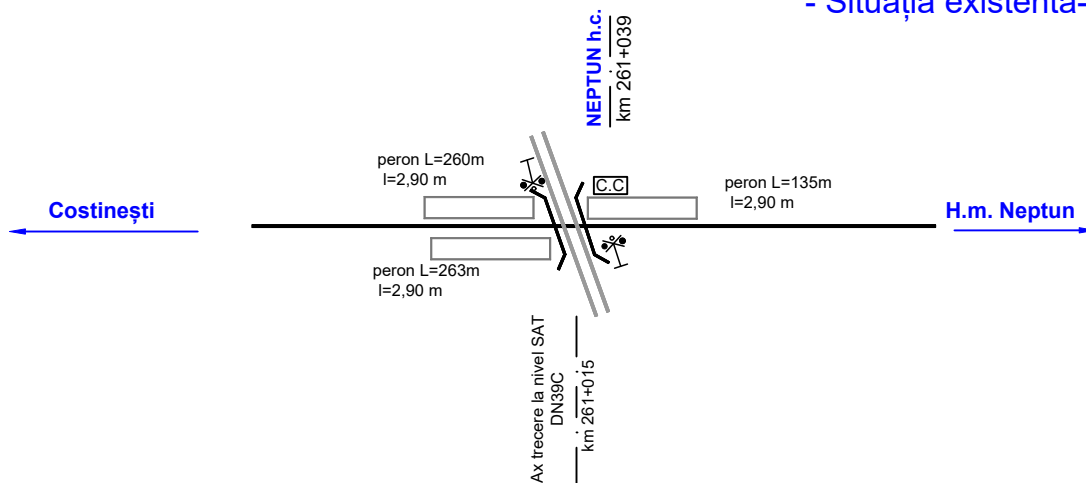 - Situația existentă-
NEPTUN h.c.
km 261+039
peron L=260m
l=2,90 m
C.C
peron L=135m
l=2,90 m
Costinești
H.m. Neptun
peron L=263m
l=2,90 m
Ax trecere la nivel SAT
DN39C
km 261+015